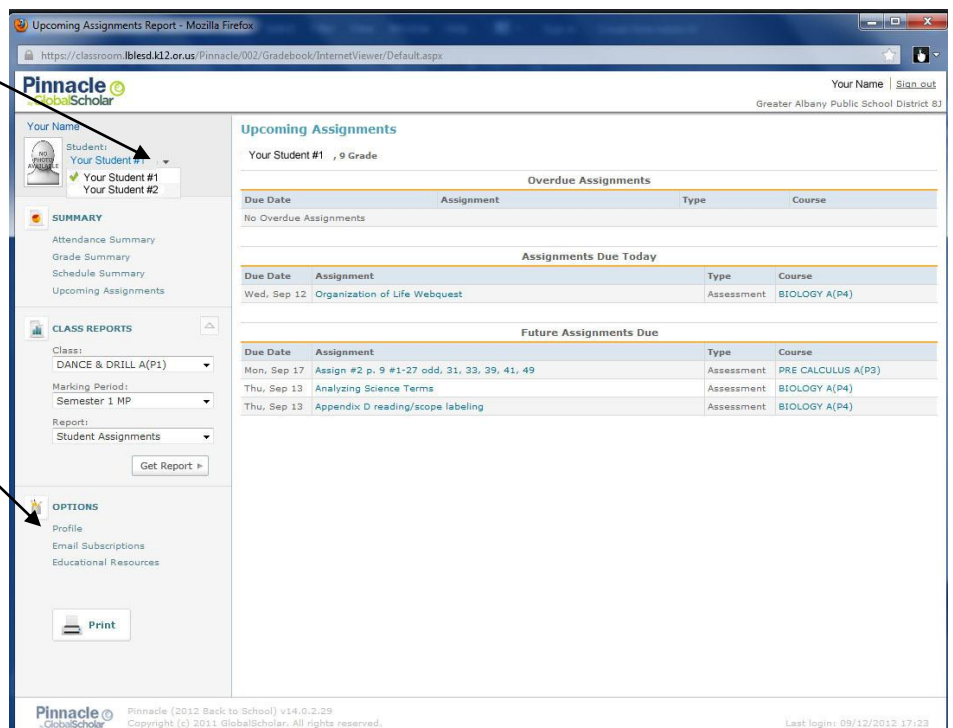 Upcoming Assignments Report - Mozilla Firefox
https://classroom.lblesd.k12.or.us/Pinnacle/002/Gradebook/InternetViewer/Default.aspx
Pinnacle
GlobalScholar
Your Name | Sign out
Greater Albany Public School District 8J
Your Name
NO PHOTO AVAILABLE
Student:
Your Student #1
Your Student #1
Your Student #2
SUMMARY
Attendance Summary
Grade Summary
Schedule Summary
Upcoming Assignments
CLASS REPORTS
Class:
DANCE & DRILL A(P1)
Marking Period:
Semester 1 MP
Report:
Student Assignments
Get Report
OPTIONS
Profile
Email Subscriptions
Educational Resources
Print
Upcoming Assignments
Your Student #1 , 9 Grade
Overdue Assignments
Due Date Assignment Type Course
No Overdue Assignments
Assignments Due Today
Due Date Assignment Type Course
Wed, Sep 12 Organization of Life Webquest Assessment BIOLOGY A(P4)
Future Assignments Due
Due Date Assignment Type Course
Mon, Sep 17 Assign #2 p. 9 #1-27 odd, 31, 33, 39, 41, 49 Assessment PRE CALCULUS A(P3)
Thu, Sep 13 Analyzing Science Terms Assessment BIOLOGY A(P4)
Thu, Sep 13 Appendix D reading/scope labeling Assessment BIOLOGY A(P4)
Pinnacle
GlobalScholar
Pinnacle (2012 Back to School) v14.0.2.29
Copyright (c) 2011 GlobalScholar. All rights reserved.
Last login: 09/12/2012 17:23